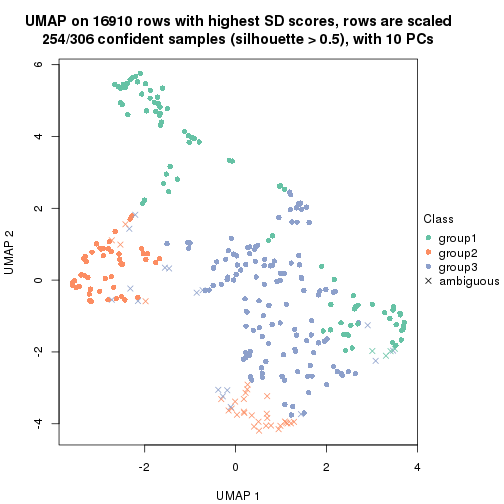 UMAP on 16910 rows with highest SD scores, rows are scaled
254/306 confident samples (silhouette > 0.5), with 10 PCs
6
4
2
0
-2
-4
UMAP 2
-2
0
2
4
UMAP 1
Class
group1
group2
group3
ambiguous